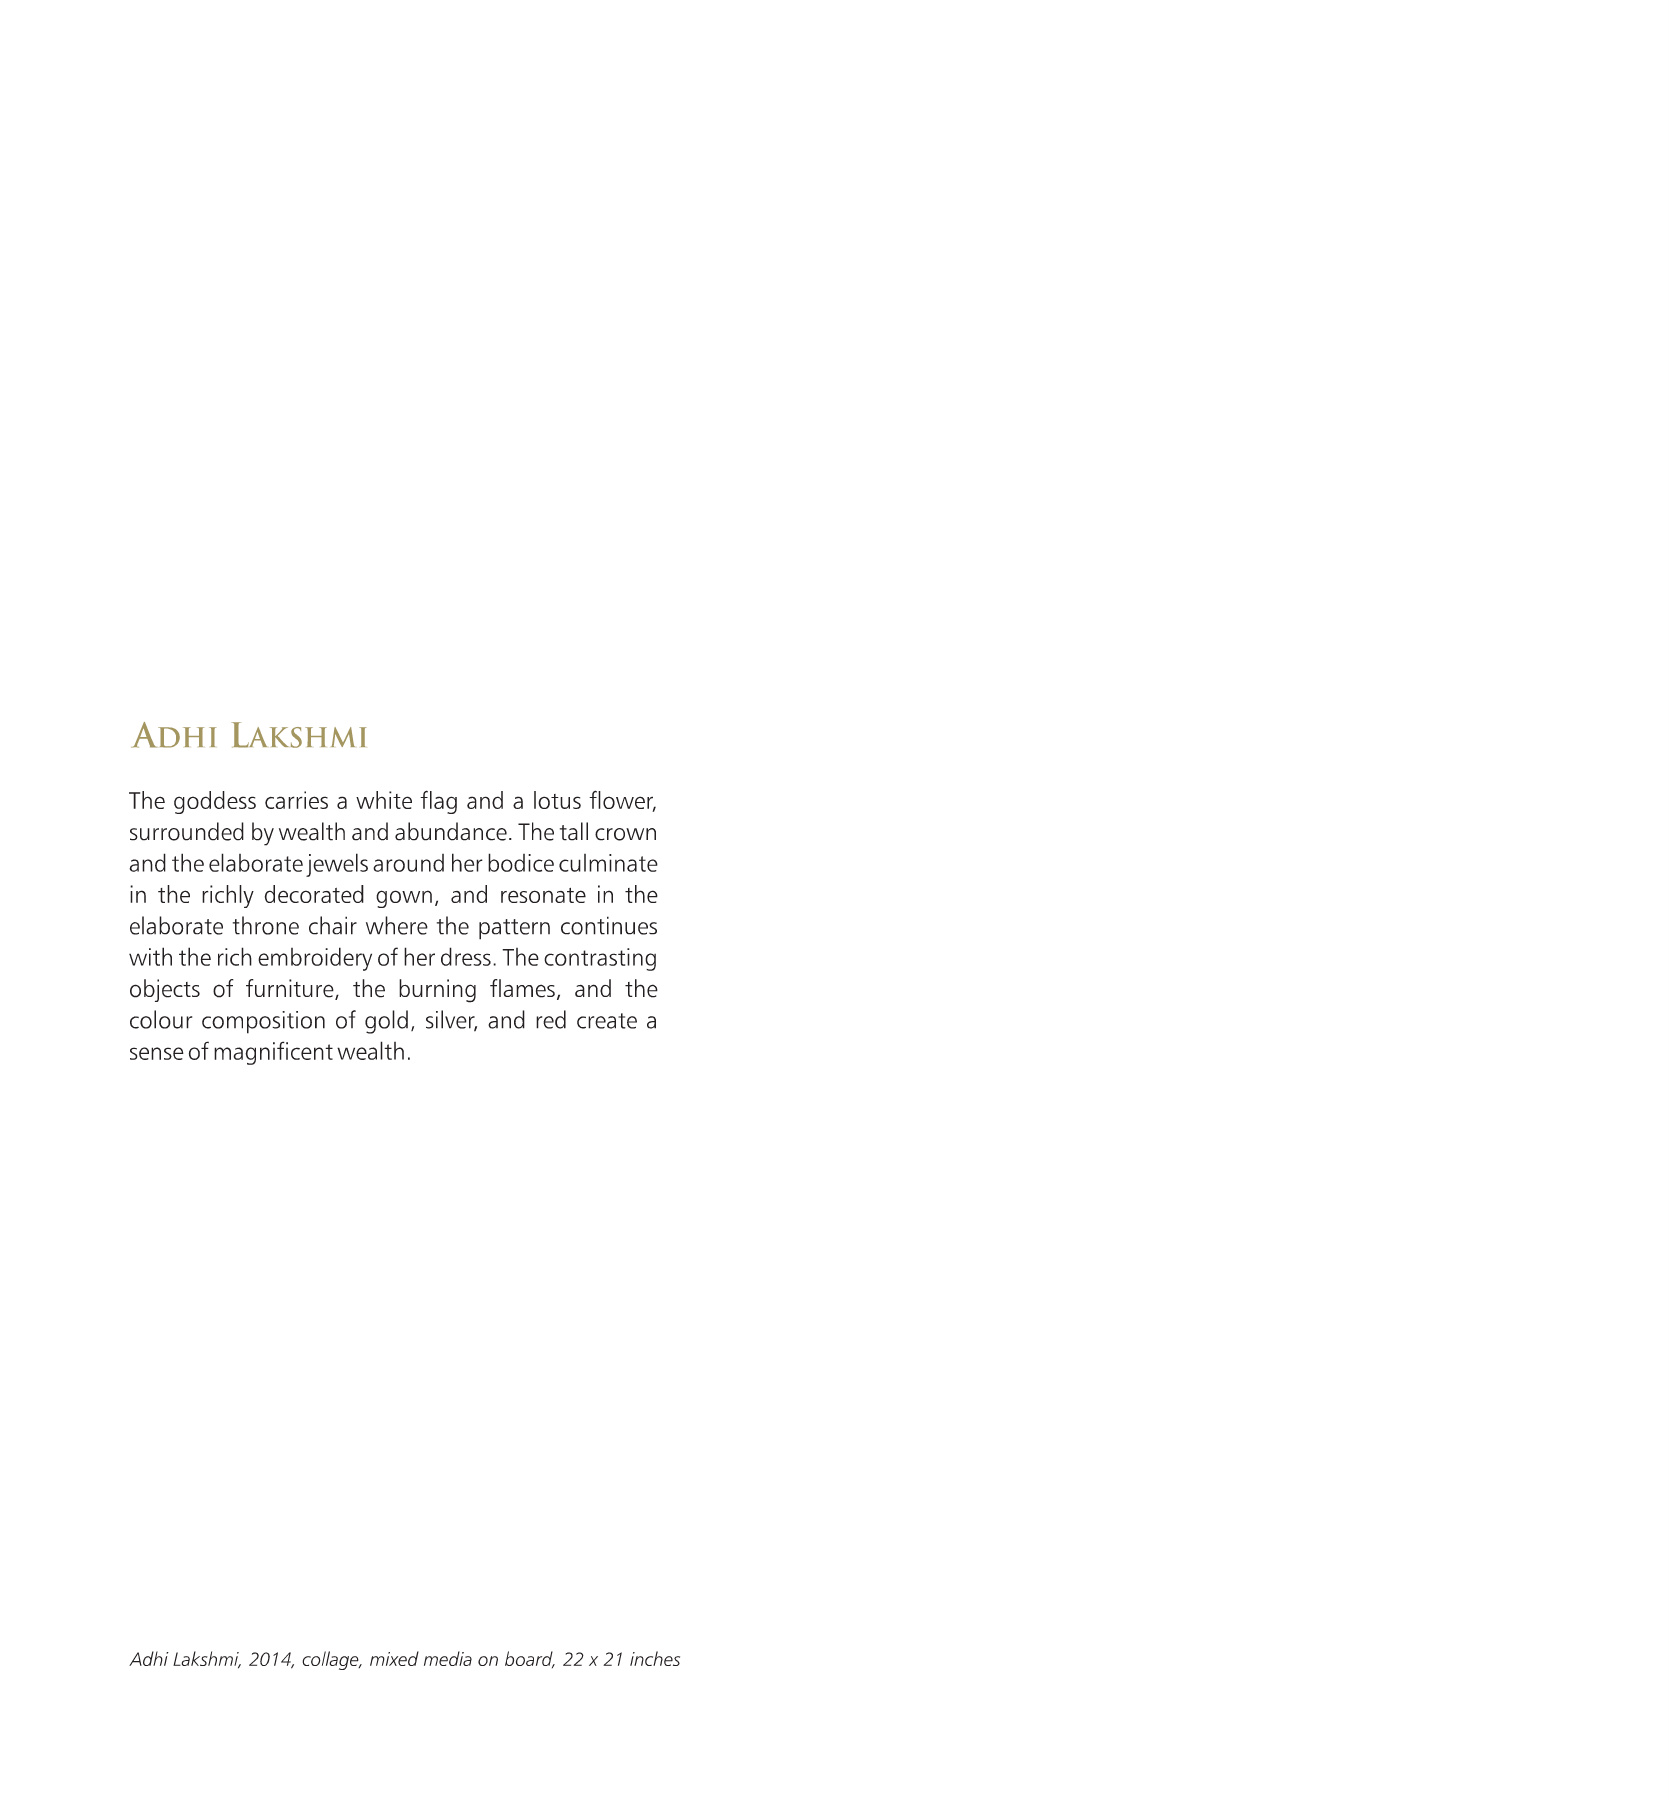 Adhi Lakshmi
The goddess carries a white flag and a lotus flower,
surrounded by wealth and abundance. The tall crown
and the elaborate jewels around her bodice culminate
in the richly decorated gown, and resonate in the
elaborate throne chair where the pattern continues
with the rich embroidery of her dress. The contrasting
objects of furniture, the burning flames, and the
colour composition of gold, silver, and red create a
sense of magnificent wealth.
Adhi Lakshmi, 2014, collage, mixed media on board, 22 x 21 inches